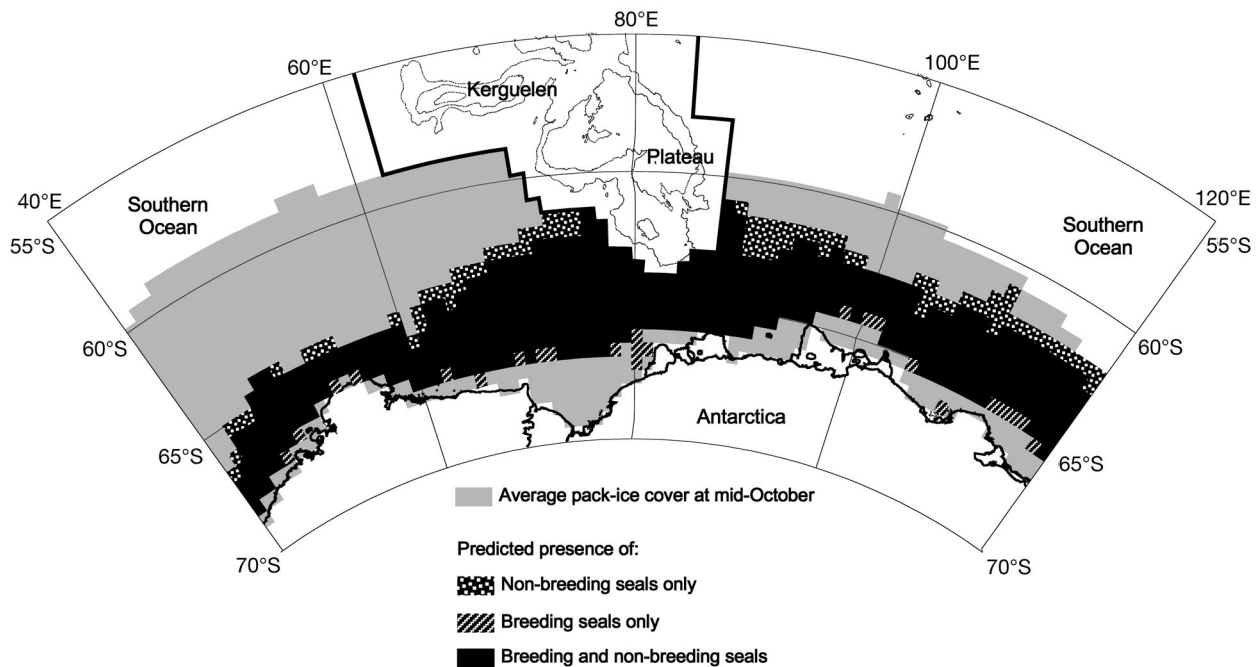 80°E
60°E
100°E
Kerguelen
Plateau
40°E
55°S
Southern
Ocean
120°E
55°S
Southern
Ocean
60°S
60°S
65°S
65°S
Antarctica
70°S
70°S
Average pack-ice cover at mid-October
Predicted presence of:
Non-breeding seals only
Breeding seals only
Breeding and non-breeding seals